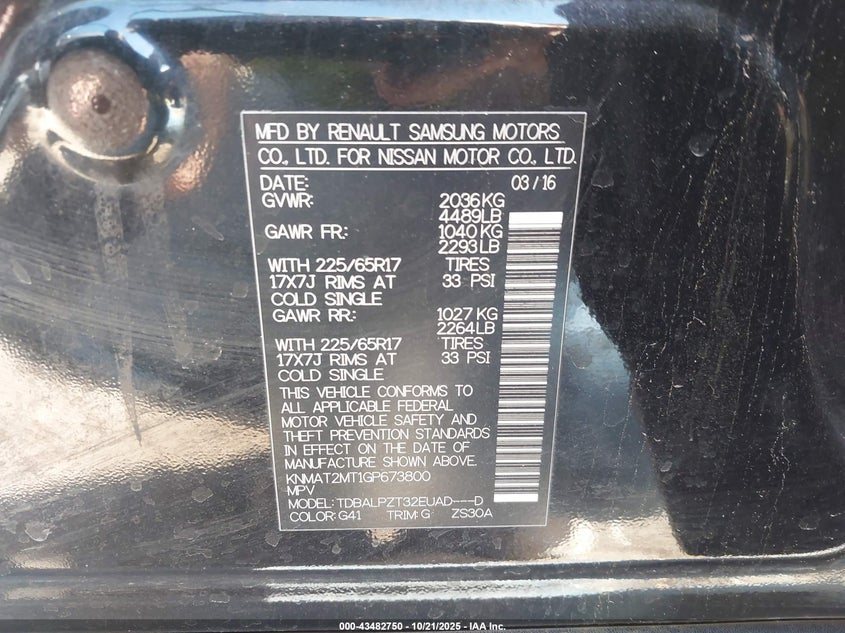 MFD BY RENAULT SAMSUNG MOTORS
CO., LTD. FOR NISSAN MOTOR CO., LTD.
DATE: 03/16
GVWR: 2036KG
4489LB
GAWR FR: 1040KG
2293LB
WITH 225/65R17 TIRES
17X7J RIMS AT 33 PSI
COLD SINGLE
GAWR RR: 1027KG
2264LB
WITH 225/65R17 TIRES
17X7J RIMS AT 33 PSI
COLD SINGLE
THIS VEHICLE CONFORMS TO
ALL APPLICABLE FEDERAL
MOTOR VEHICLE SAFETY AND
THEFT PREVENTION STANDARDS
IN EFFECT ON THE DATE OF
MANUFACTURE SHOWN ABOVE.
KNMAT2MT1GP673800
MPV
MODEL: TDBALPZT32EUAD---D
COLOR: G41 TRIM: G ZS30A
000-43482750 - 10/21/2025 - IAA Inc.